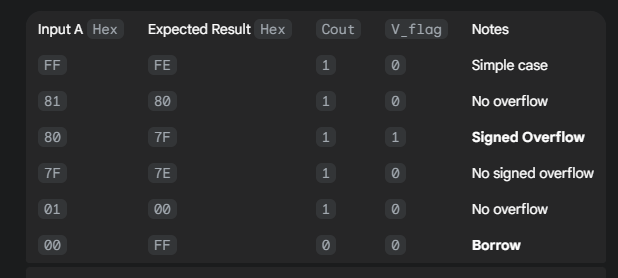 Input A Hex Expected Result Hex Cout V_flag Notes
FF FE 1 0 Simple case
81 80 1 0 No overflow
80 7F 1 1 Signed Overflow
7F 7E 1 0 No signed overflow
01 00 1 0 No overflow
00 FF 0 0 Borrow